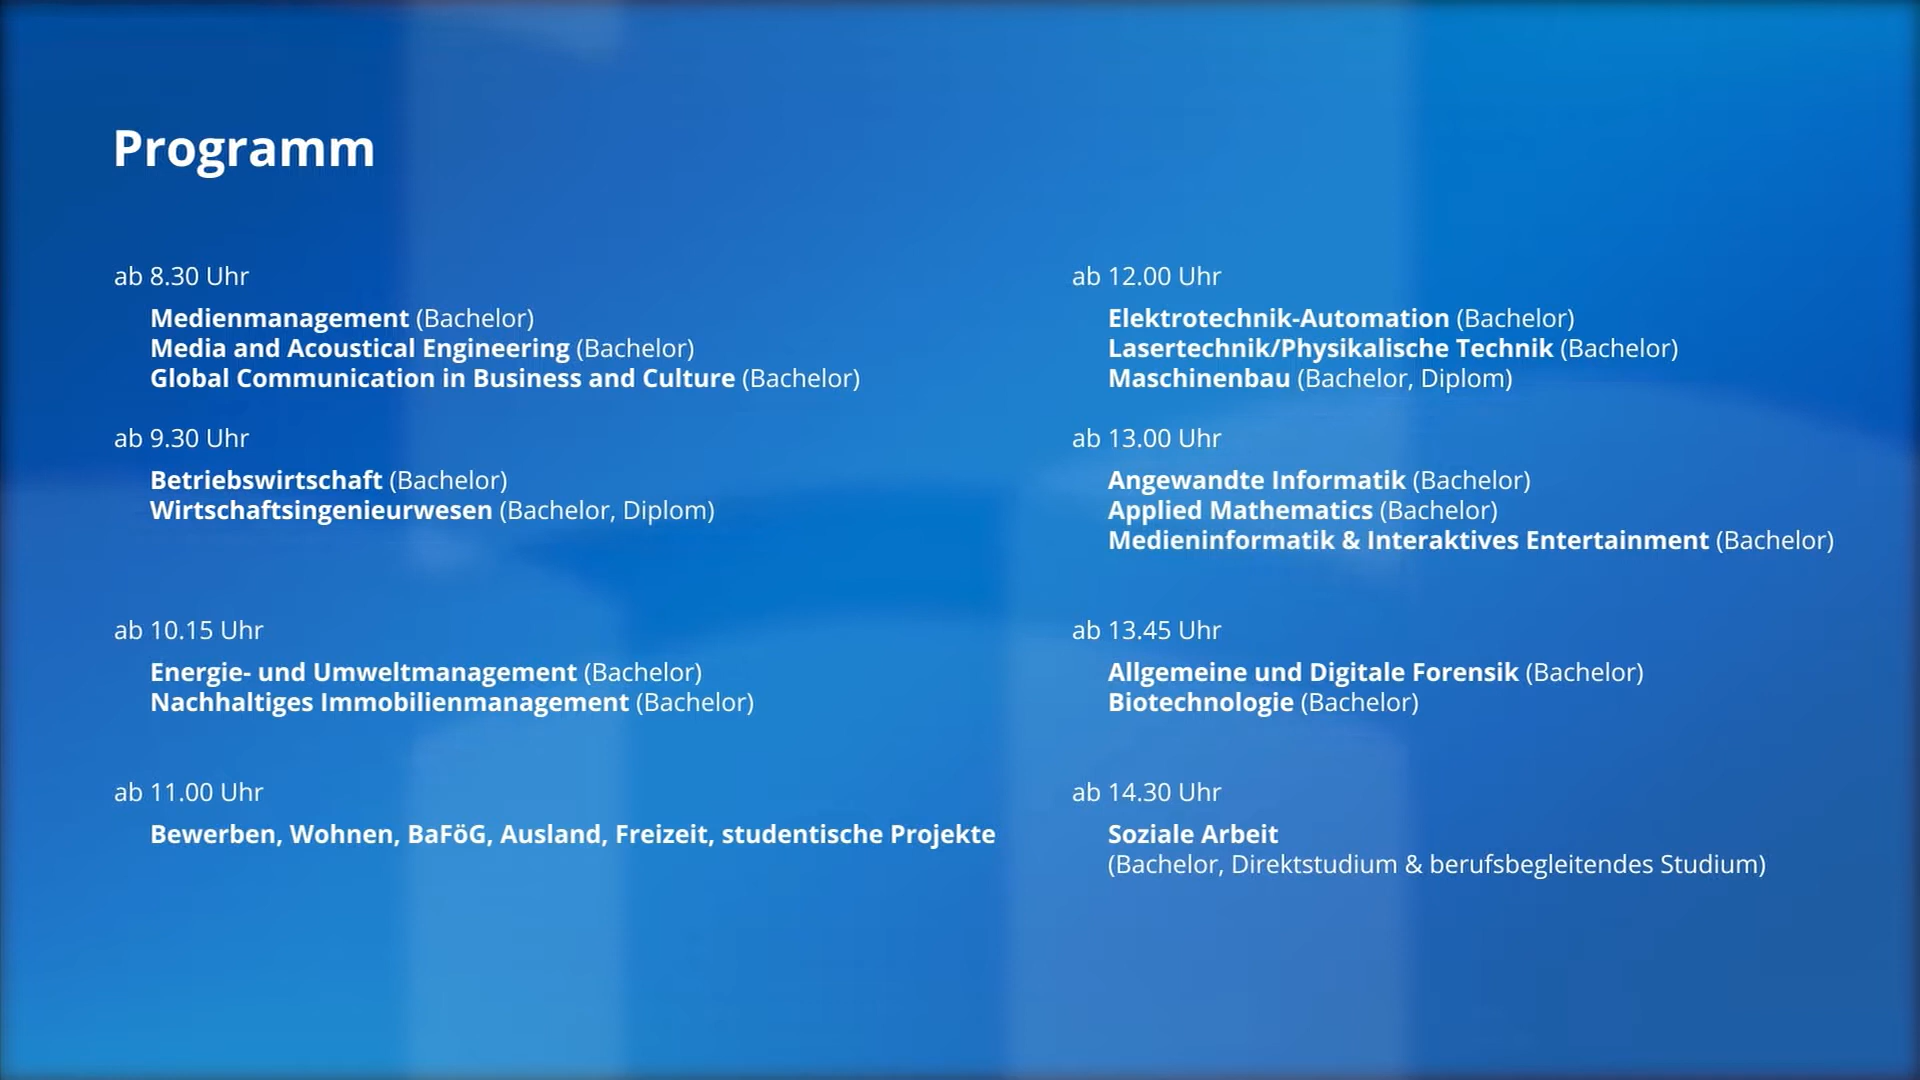 Programm
ab 8.30 Uhr
Medienmanagement (Bachelor)
Media and Acoustical Engineering (Bachelor)
Global Communication in Business and Culture (Bachelor)
ab 9.30 Uhr
Betriebswirtschaft (Bachelor)
Wirtschaftsingenieurwesen (Bachelor, Diplom)
ab 10.15 Uhr
Energie- und Umweltmanagement (Bachelor)
Nachhaltiges Immobilienmanagement (Bachelor)
ab 11.00 Uhr
Bewerben, Wohnen, BaFöG, Ausland, Freizeit, studentische Projekte
ab 12.00 Uhr
Elektrotechnik-Automation (Bachelor)
Lasertechnik/Physikalische Technik (Bachelor)
Maschinenbau (Bachelor, Diplom)
ab 13.00 Uhr
Angewandte Informatik (Bachelor)
Applied Mathematics (Bachelor)
Medieninformatik & Interaktives Entertainment (Bachelor)
ab 13.45 Uhr
Allgemeine und Digitale Forensik (Bachelor)
Biotechnologie (Bachelor)
ab 14.30 Uhr
Soziale Arbeit
(Bachelor, Direktstudium & berufsbegleitendes Studium)